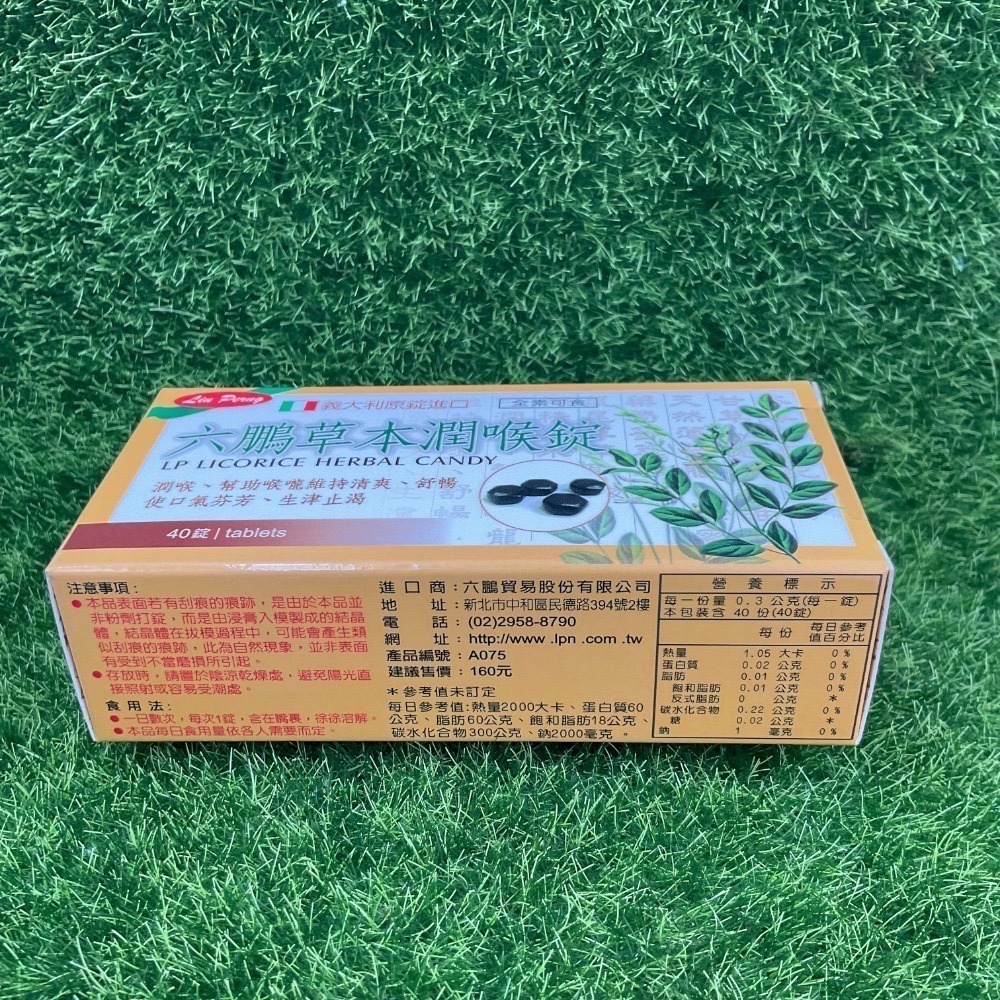 Liu Perng
義大利原錠進口
全素可食
六鵬草本潤喉錠
LP LICORICE HERBAL CANDY
潤喉、幫助喉嚨維持清爽、舒暢
使口氣芬芳、生津止渴
40錠 / tablets
注意事項:
●本品表面若有刮痕的痕跡，是由於本品並
非粉劑打錠，而是由浸膏入模製成的結晶
體，結晶體在拔模過程中，可能會產生類
似刮痕的痕跡，此為自然現象，並非表面
有受到不當磨損所引起。
●存放時，請置於陰涼乾燥處，避免陽光直
接照射或容易受潮處。
食用法:
●一日數次，每次1錠，含在嘴裏，徐徐溶解。
●本品每日食用量依各人需要而定。
進口商:六鵬貿易股份有限公司
地 址:新北市中和區民德路394號2樓
電 話:(02)2958-8790
網 址:http://www.lpn.com.tw
產品編號:A075
建議售價:160元
＊參考值未訂定
每日參考值:熱量2000大卡、蛋白質60
公克、脂肪60公克、飽和脂肪18公克、
碳水化合物300公克、鈉2000毫克。
營養標示
每一份量 0.3 公克(每一錠)
本包裝含 40 份(40錠)
每份 每日參考值百分比
熱量 1.05 大卡 0%
蛋白質 0.02 公克 0%
脂肪 0.01 公克 0%
飽和脂肪 0.01 公克 0%
反式脂肪 0 公克 ＊
碳水化合物 0.22 公克 0%
糖 0.02 公克 ＊
鈉 1 毫克 0%